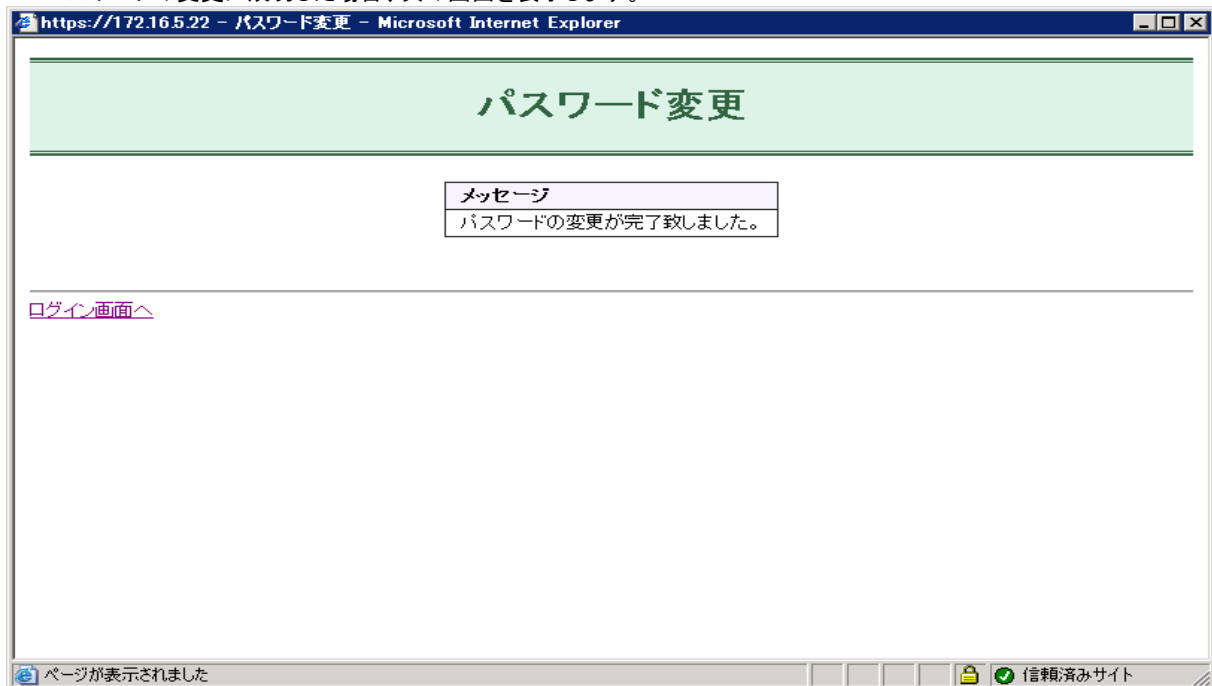 https://172.16.5.22 - パスワード変更 - Microsoft Internet Explorer
パスワード変更
メッセージ
パスワードの変更が完了致しました。
ログイン画面へ
ページが表示されました
信頼済みサイト